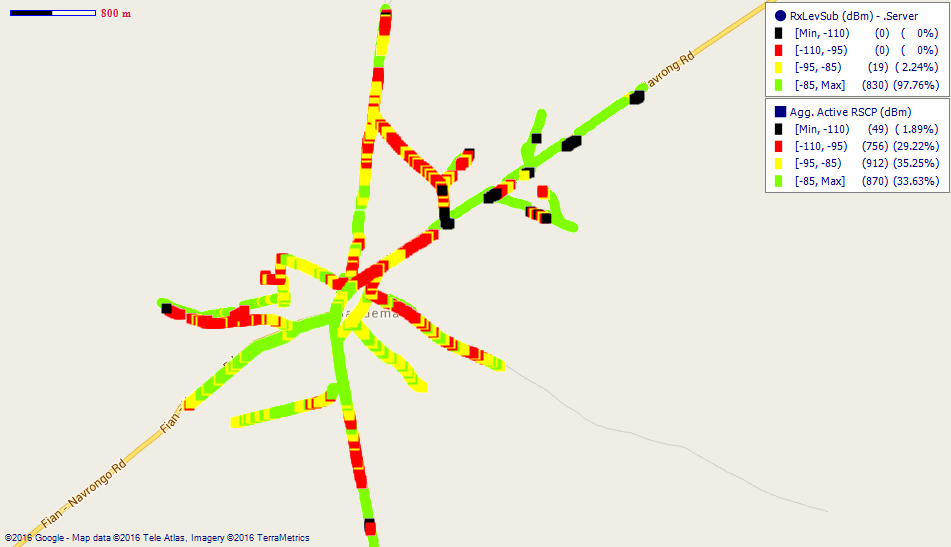 800 m
RxLevSub (dBm) - .Server
[Min, -110) (0) ( 0%)
[-110, -95) (0) ( 0%)
[-95, -85) (19) ( 2.24%)
[-85, Max] (830) (97.76%)
Agg. Active RSCP (dBm)
[Min, -110) (49) ( 1.89%)
[-110, -95) (756) (29.22%)
[-95, -85) (912) (35.25%)
[-85, Max] (870) (33.63%)
avrong Rd
Fian -
Fian - Navrongo Rd
©2016 Google - Map data ©2016 Tele Atlas, Imagery ©2016 TerraMetrics